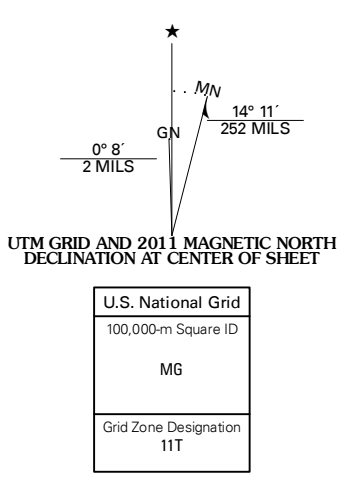 ★
MN
14° 11´
252 MILS
GN
0° 8´
2 MILS
UTM GRID AND 2011 MAGNETIC NORTH
DECLINATION AT CENTER OF SHEET
U.S. National Grid
100,000-m Square ID
MG
Grid Zone Designation
11T